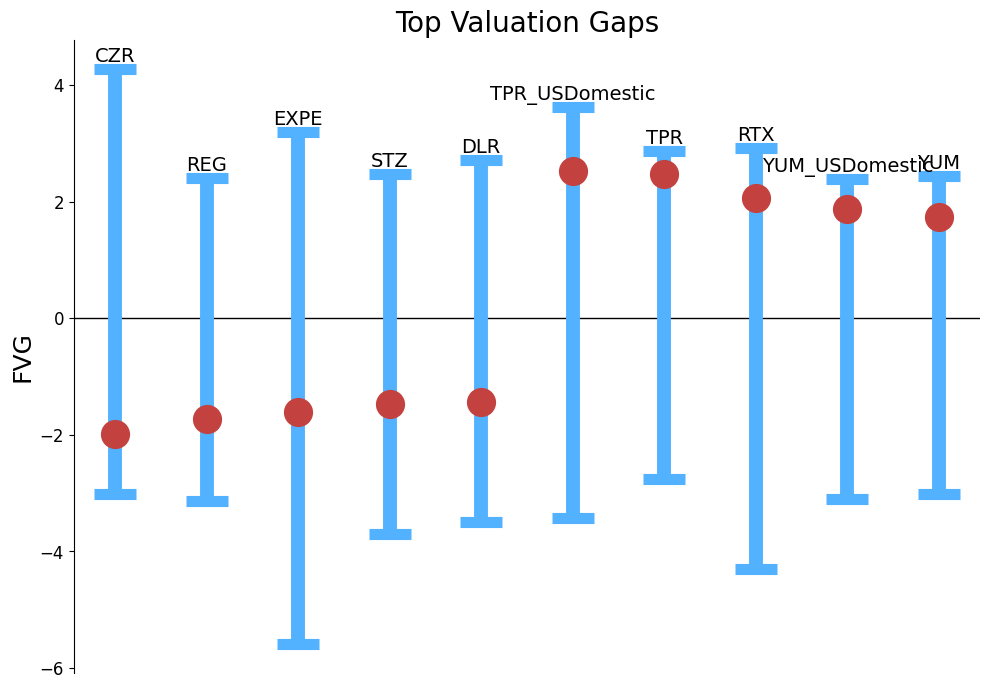 Top Valuation Gaps
CZR
REG
EXPE
STZ
DLR
TPR_USDomestic
TPR
RTX
YUM_USDomestic
YUM
FVG
4
2
0
−2
−4
−6